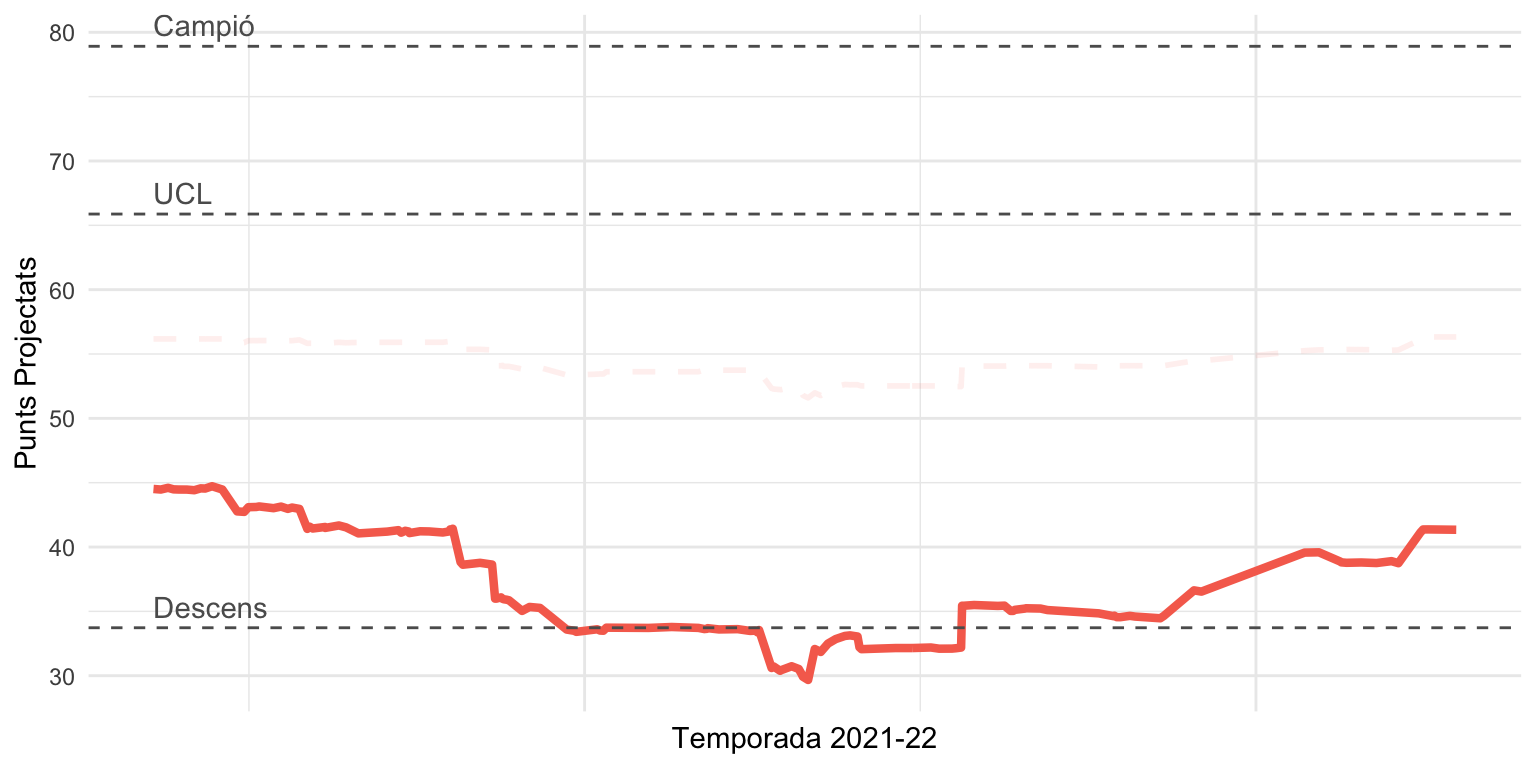 80
Campió
70
UCL
60
50
40
Descens
30
Punts Projectats
Temporada 2021-22